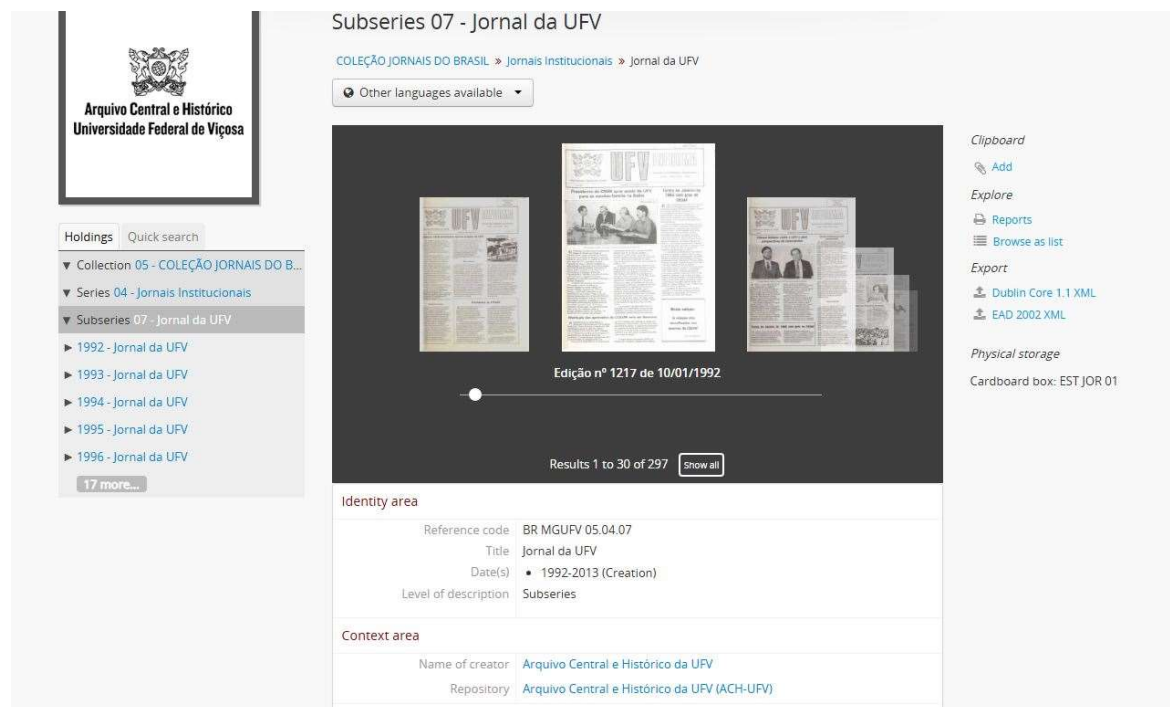 Subseries 07 - Jornal da UFV
COLEÇÃO JORNAIS DO BRASIL » Jornais Institucionais » Jornal da UFV
Other languages available
Arquivo Central e Histórico
Universidade Federal de Viçosa
Holdings Quick search
Collection 05 - COLEÇÃO JORNAIS DO B...
Series 04 - Jornais Institucionais
Subseries 07 - Jornal da UFV
1992 - Jornal da UFV
1993 - Jornal da UFV
1994 - Jornal da UFV
1995 - Jornal da UFV
1996 - Jornal da UFV
17 more...
UFV
UFV
UFV
Edição nº 1217 de 10/01/1992
Results 1 to 30 of 297 Show all
Identity area
Reference code BR MGUFV 05.04.07
Title Jornal da UFV
Date(s) • 1992-2013 (Creation)
Level of description Subseries
Context area
Name of creator Arquivo Central e Histórico da UFV
Repository Arquivo Central e Histórico da UFV (ACH-UFV)
Clipboard
Add
Explore
Reports
Browse as list
Export
Dublin Core 1.1 XML
EAD 2002 XML
Physical storage
Cardboard box: EST JOR 01